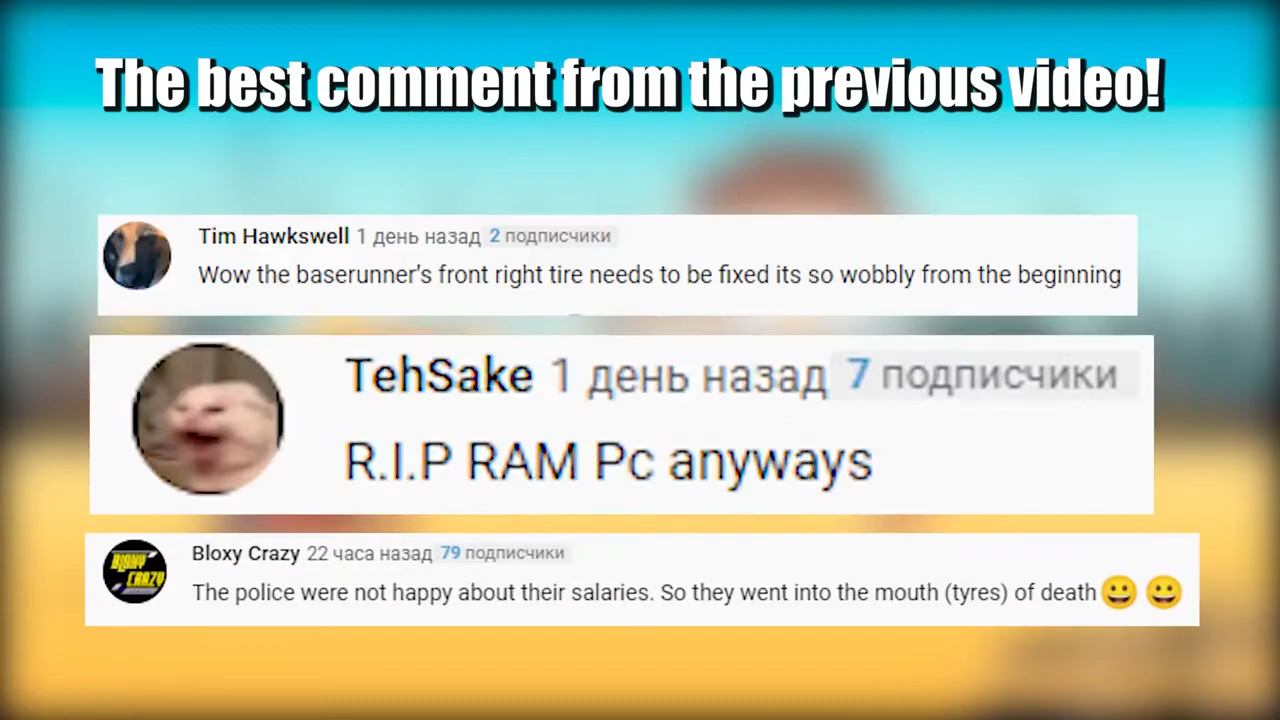 The best comment from the previous video!
Tim Hawkswell 1 день назад 2 подписчики
Wow the baserunner's front right tire needs to be fixed its so wobbly from the beginning
TehSake 1 день назад 7 подписчики
R.I.P RAM Pc anyways
Bloxy Crazy 22 часа назад 79 подписчики
The police were not happy about their salaries. So they went into the mouth (tyres) of death😀 😀
BLOXY
CRAZY